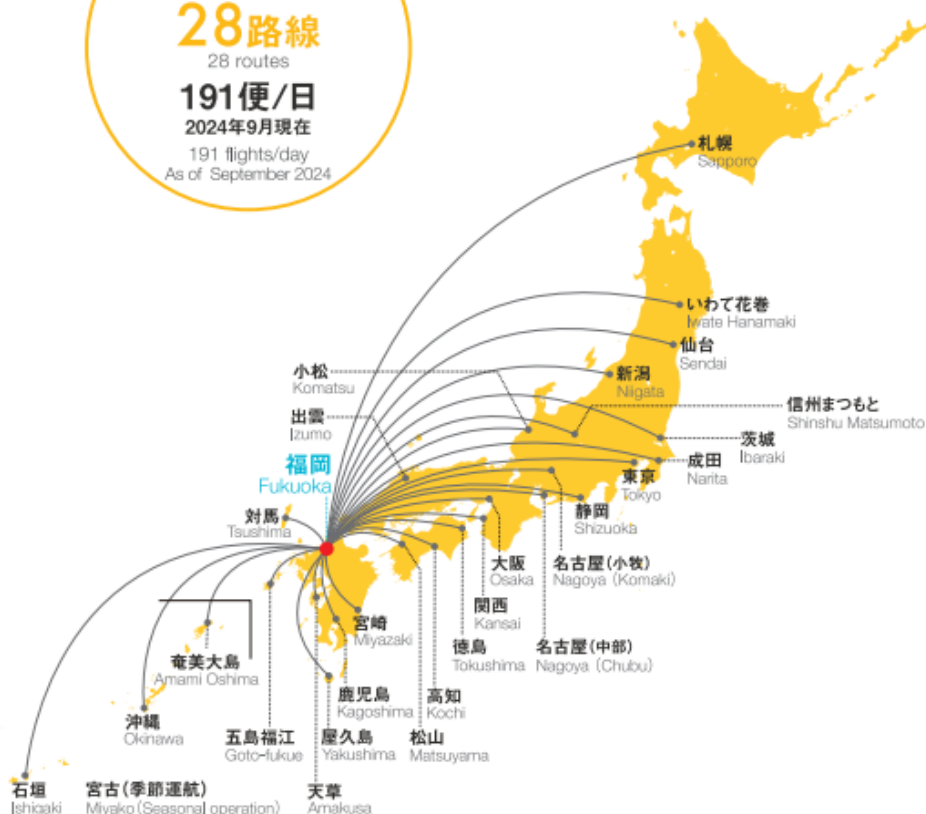 28路線
28 routes
191便/日
2024年9月現在
191 flights/day
As of September 2024
札幌
Sapporo
いわて花巻
Iwate Hanamaki
仙台
Sendai
新潟
Niigata
小松
Komatsu
信州まつもと
Shinshu Matsumoto
出雲
Izumo
茨城
Ibaraki
福岡
Fukuoka
成田
Narita
東京
Tokyo
対馬
Tsushima
静岡
Shizuoka
大阪
Osaka
名古屋(小牧)
Nagoya (Komaki)
関西
Kansai
宮崎
Miyazaki
徳島
Tokushima
名古屋(中部)
Nagoya (Chubu)
奄美大島
Amami Oshima
鹿児島
Kagoshima
高知
Kochi
沖縄
Okinawa
五島福江
Goto-fukue
屋久島
Yakushima
松山
Matsuyama
石垣
Ishigaki
宮古(季節運航)
Miyako (Seasonal operation)
天草
Amakusa